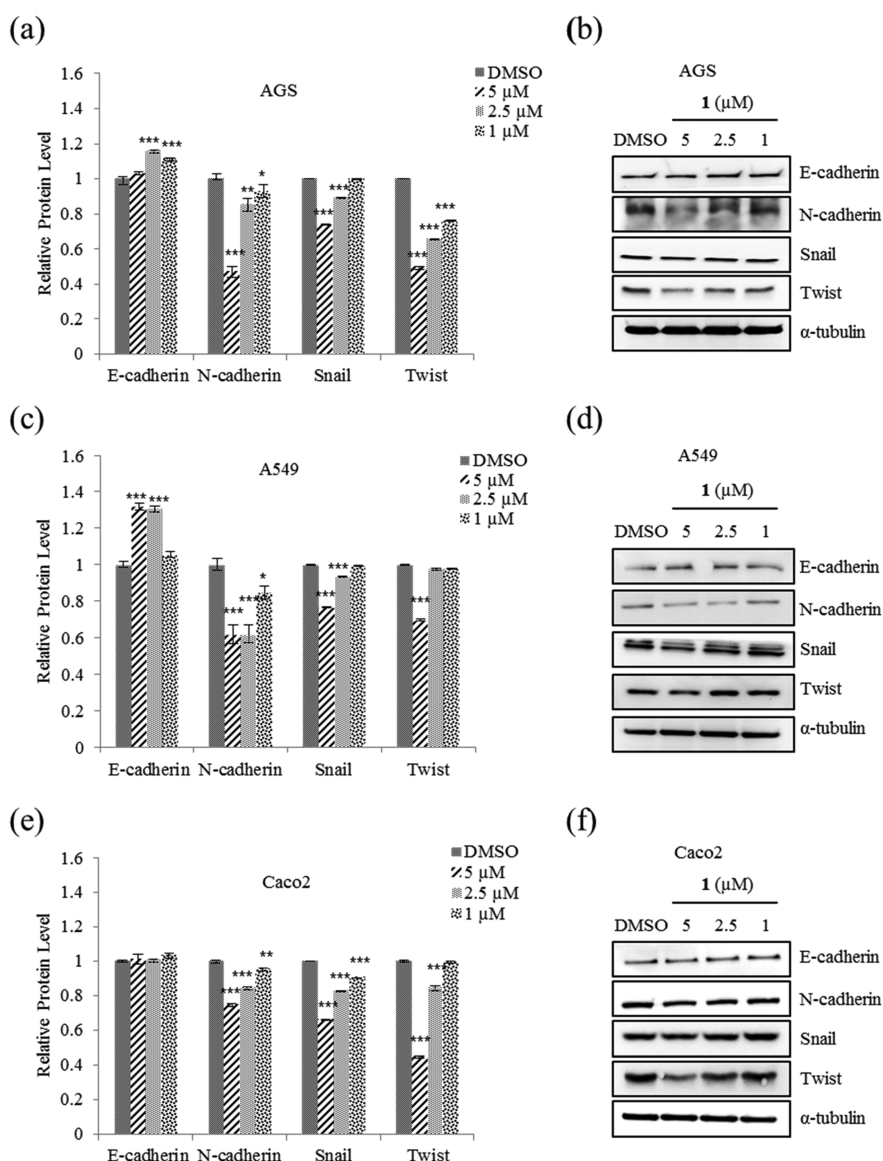 (a)
Relative Protein Level
1.6
1.4
1.2
1
0.8
0.6
0.4
0.2
0
AGS
DMSO
5 µM
2.5 µM
1 µM
*** ***
*** ** *
*** ***
*** *** ***
E-cadherin N-cadherin Snail Twist
(b)
AGS
1 (µM)
DMSO 5 2.5 1
E-cadherin
N-cadherin
Snail
Twist
α-tubulin
(c)
Relative Protein Level
1.6
1.4
1.2
1
0.8
0.6
0.4
0.2
0
A549
DMSO
5 µM
2.5 µM
1 µM
*** ***
*** *** *
*** ***
***
E-cadherin N-cadherin Snail Twist
(d)
A549
1 (µM)
DMSO 5 2.5 1
E-cadherin
N-cadherin
Snail
Twist
α-tubulin
(e)
Relative Protein Level
1.6
1.4
1.2
1
0.8
0.6
0.4
0.2
0
Caco2
DMSO
5 µM
2.5 µM
1 µM
*** *** **
*** *** ***
*** ***
E-cadherin N-cadherin Snail Twist
(f)
Caco2
1 (µM)
DMSO 5 2.5 1
E-cadherin
N-cadherin
Snail
Twist
α-tubulin